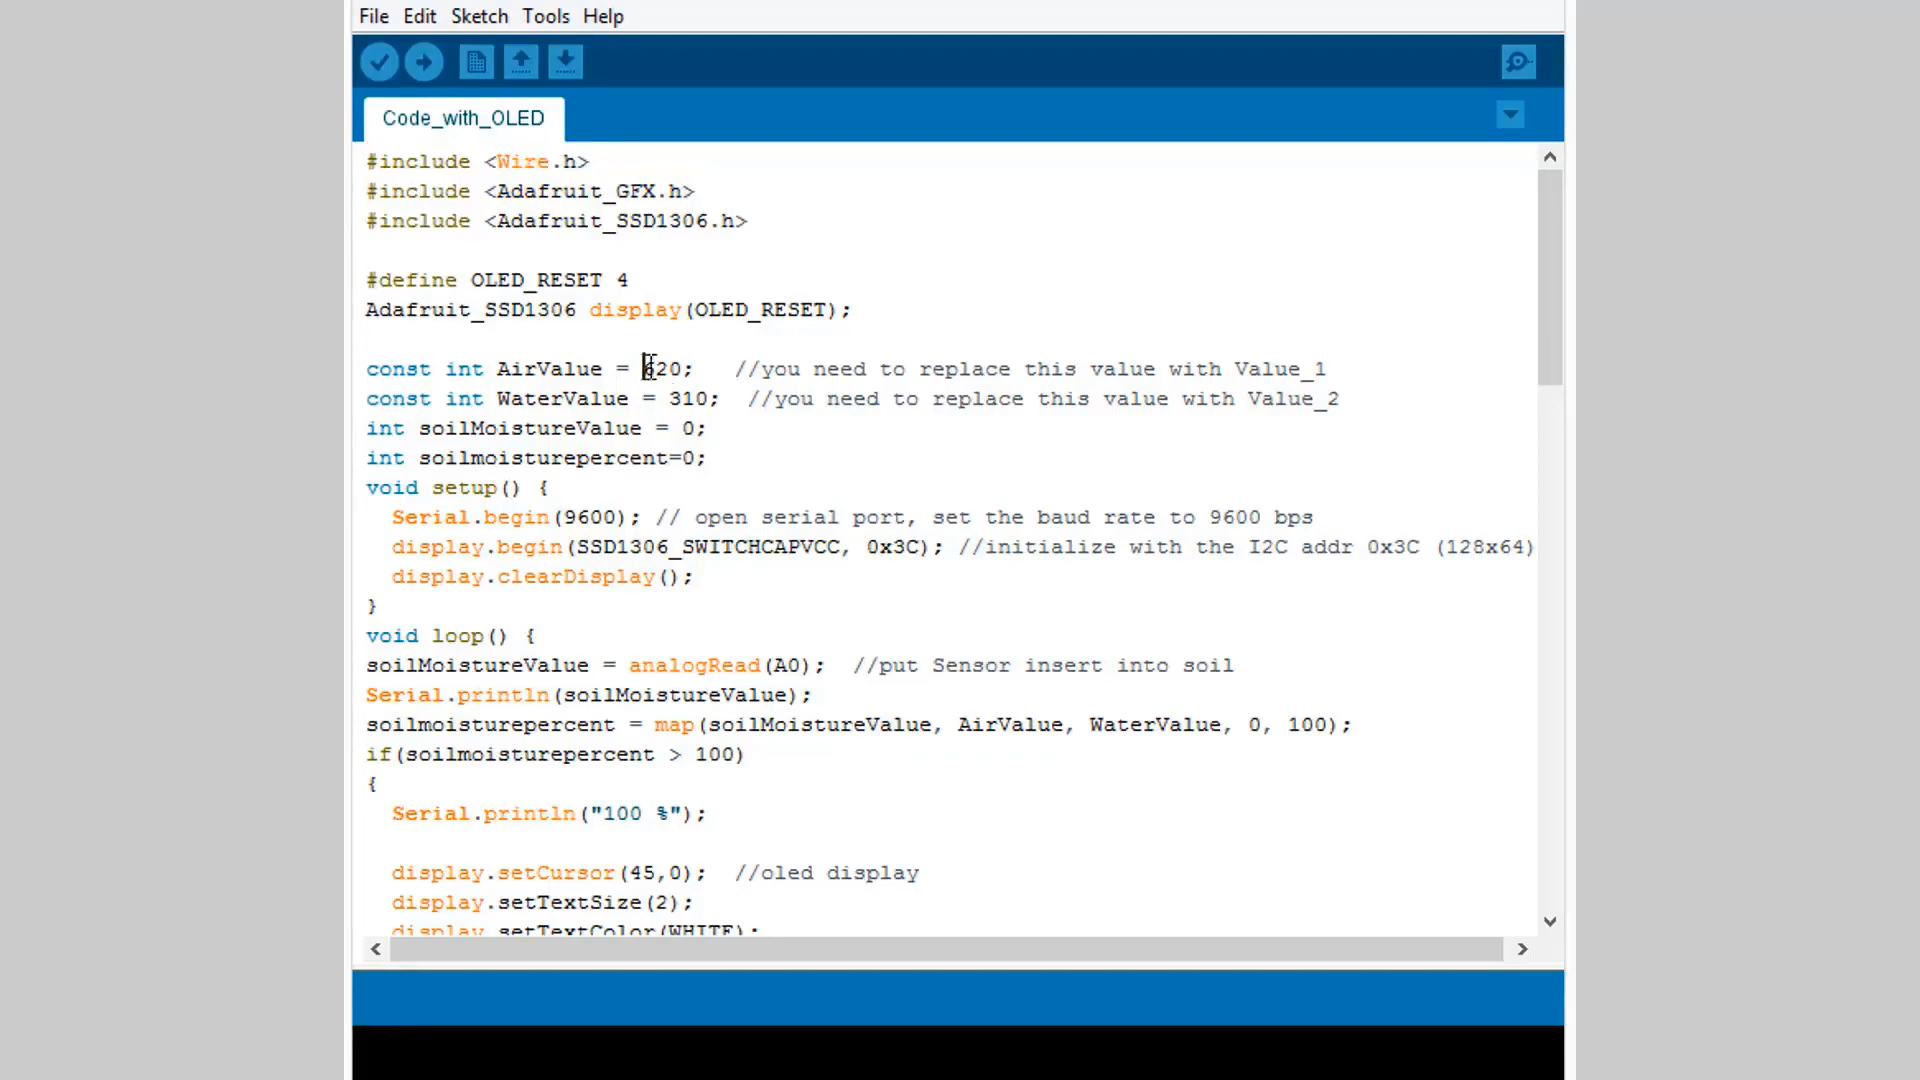 File Edit Sketch Tools Help
Code_with_OLED
#include <Wire.h>
#include <Adafruit_GFX.h>
#include <Adafruit_SSD1306.h>
#define OLED_RESET 4
Adafruit_SSD1306 display(OLED_RESET);
const int AirValue = 620;   //you need to replace this value with Value_1
const int WaterValue = 310;  //you need to replace this value with Value_2
int soilMoistureValue = 0;
int soilmoisturepercent=0;
void setup() {
  Serial.begin(9600); // open serial port, set the baud rate to 9600 bps
  display.begin(SSD1306_SWITCHCAPVCC, 0x3C); //initialize with the I2C addr 0x3C (128x64)
  display.clearDisplay();
}
void loop() {
soilMoistureValue = analogRead(A0);  //put Sensor insert into soil
Serial.println(soilMoistureValue);
soilmoisturepercent = map(soilMoistureValue, AirValue, WaterValue, 0, 100);
if(soilmoisturepercent > 100)
{
  Serial.println("100 %");
  display.setCursor(45,0);  //oled display
  display.setTextSize(2);
  display.setTextColor(WHITE);